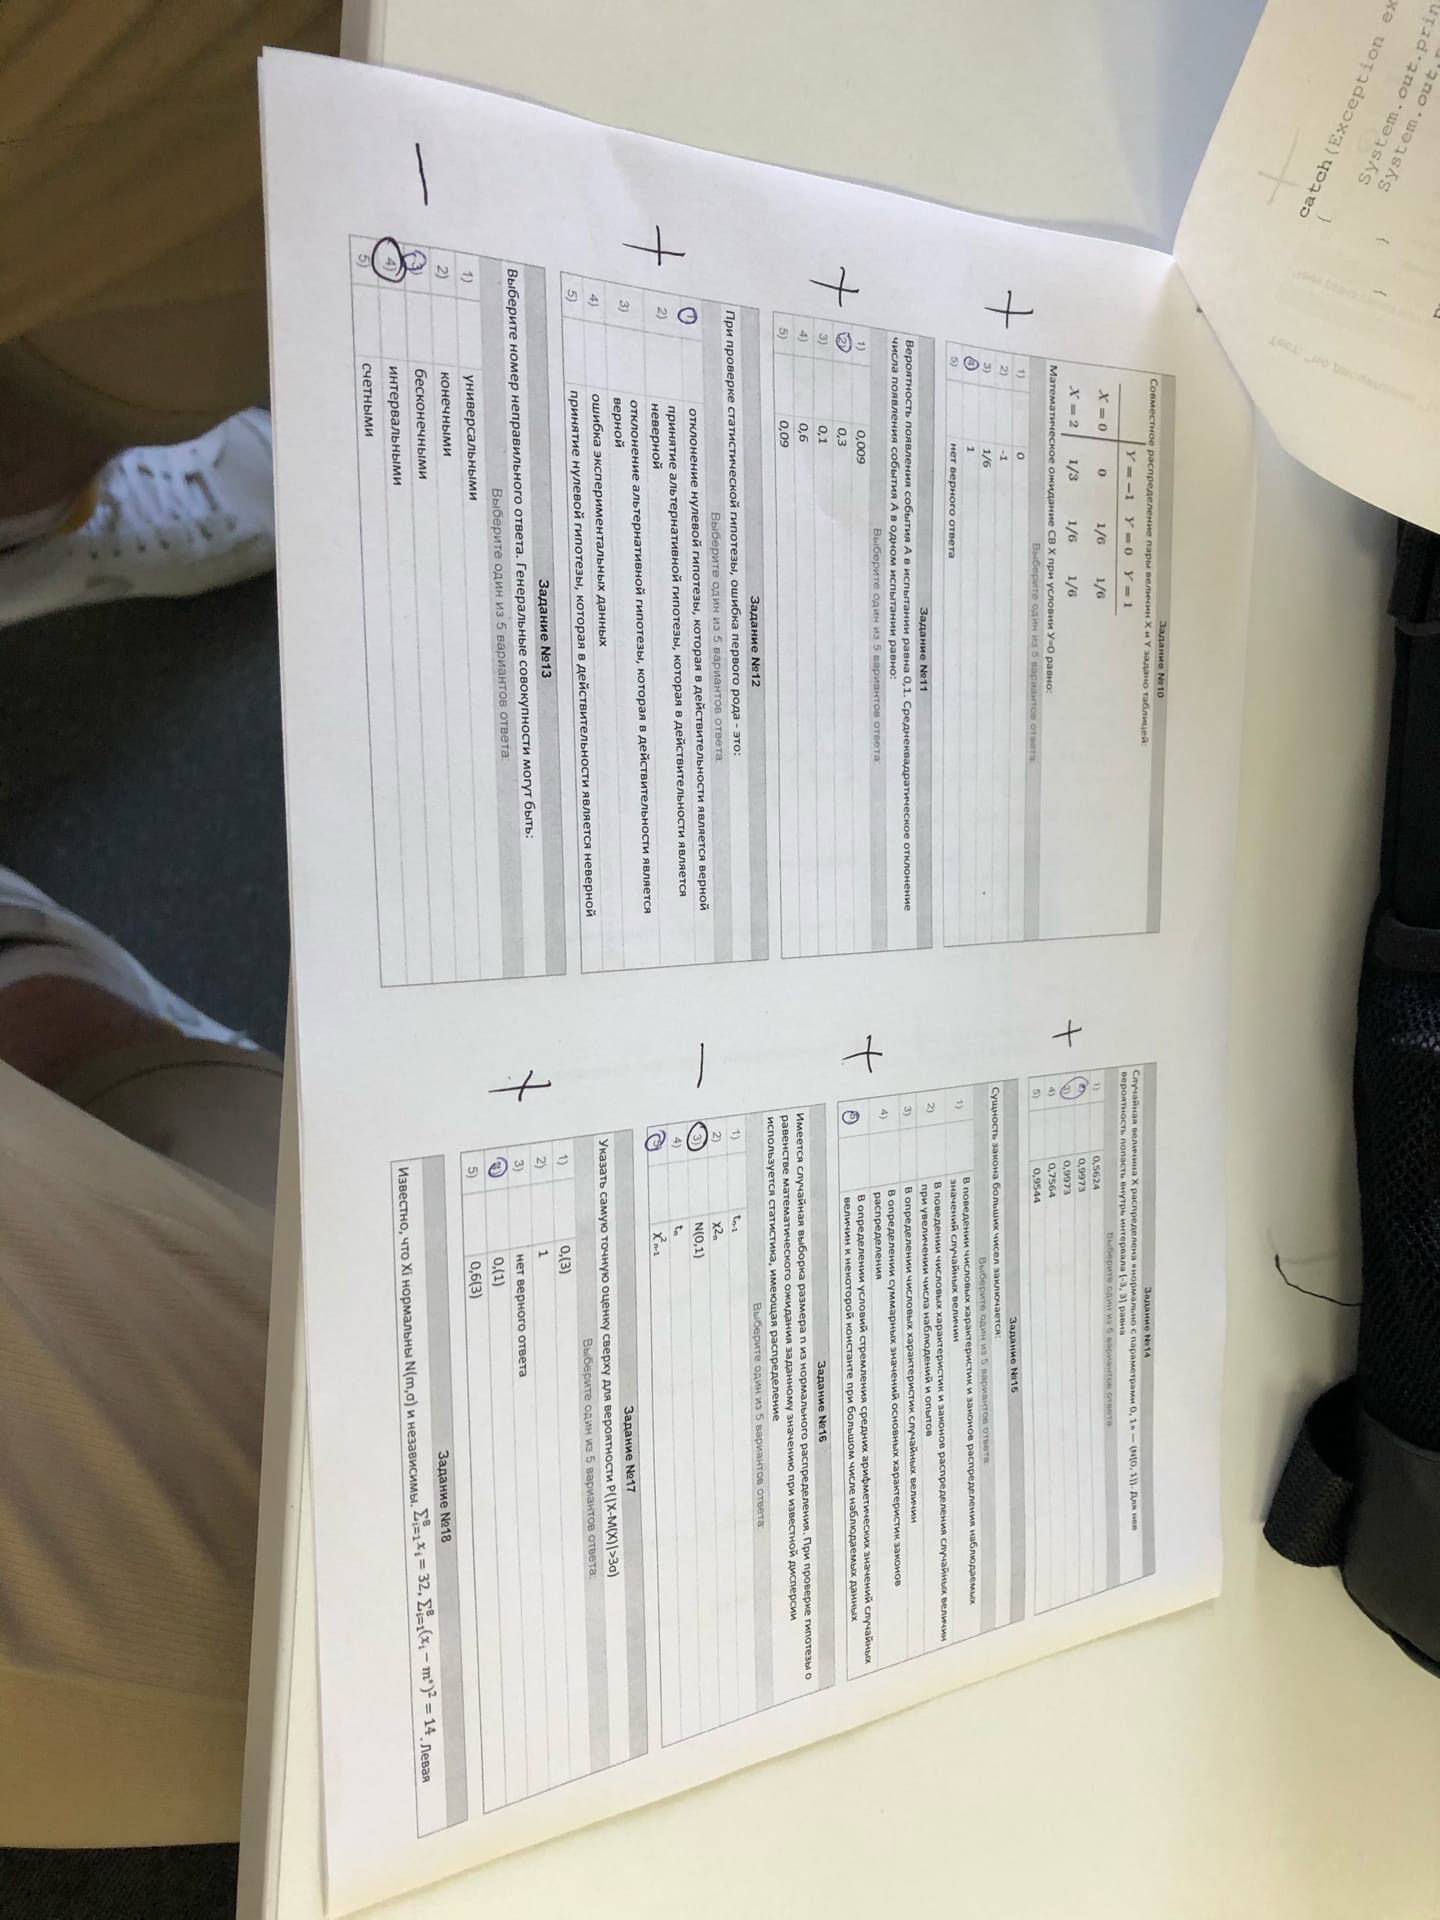 catch(Exception ex
System.out.print
System.out.p
Задание №10
Совместное распределение пары величин X и Y задано таблицей:
Y = −1 Y = 0 Y = 1
X = 0 0 1/6 1/6
X = 2 1/3 1/6 1/6
Математическое ожидание СВ X при условии Y=0 равно:
Выберите один из 5 вариантов ответа:
1) 0
2) -1
3) 1/6
4) 1
5) нет верного ответа
+
Задание №11
Вероятность появления события А в испытании равна 0,1. Среднеквадратическое отклонение
числа появления события А в одном испытании равно:
Выберите один из 5 вариантов ответа:
1) 0,009
2) 0,3
3) 0,1
4) 0,6
5) 0,09
+
Задание №12
При проверке статистической гипотезы, ошибка первого рода - это:
Выберите один из 5 вариантов ответа:
1) отклонение нулевой гипотезы, которая в действительности является верной
2) принятие альтернативной гипотезы, которая в действительности является
неверной
3) отклонение альтернативной гипотезы, которая в действительности является
верной
4) ошибка экспериментальных данных
5) принятие нулевой гипотезы, которая в действительности является неверной
+
Задание №13
Выберите номер неправильного ответа. Генеральные совокупности могут быть:
Выберите один из 5 вариантов ответа:
1) универсальными
2) конечными
3) бесконечными
4) интервальными
5) счетными
—
Задание №14
Случайная величина X распределена «нормально с параметрами 0, 1» — (N[0, 1]). Для нее
вероятность попасть внутрь интервала [-3, 3] равна
Выберите один из 5 вариантов ответа:
1) 0,5624
2) 0,9973
3) 0,9973
4) 0,7564
5) 0,9544
+
Задание №15
Сущность закона больших чисел заключается:
Выберите один из 5 вариантов ответа:
1) В поведении числовых характеристик и законов распределения наблюдаемых
значений случайных величин
2) В поведении числовых характеристик и законов распределения случайных величин
при увеличении числа наблюдений и опытов
3) В определении числовых характеристик случайных величин
4) В определении суммарных значений основных характеристик законов
распределения
5) В определении условий стремления средних арифметических значений случайных
величин к некоторой константе при большом числе наблюдаемых данных
+
Задание №16
Имеется случайная выборка размера n из нормального распределения. При проверке гипотезы о
равенстве математического ожидания заданному значению при известной дисперсии
используется статистика, имеющая распределение
Выберите один из 5 вариантов ответа:
1) tₙ₋₁
2) χ2ₙ
3) N(0,1)
4) tₙ
5) χ²ₙ₋₁
—
Задание №17
Указать самую точную оценку сверху для вероятности P(|X-M(X)|>3σ)
Выберите один из 5 вариантов ответа:
1) 0,(3)
2) 1
3) нет верного ответа
4) 0,(1)
5) 0,6(3)
+
Задание №18
Известно, что Xi нормальны N(m,σ) и независимы. ∑⁸ᵢ₌₁ xᵢ = 32, ∑⁸ᵢ₌₁(xᵢ − m*)² = 14. Левая